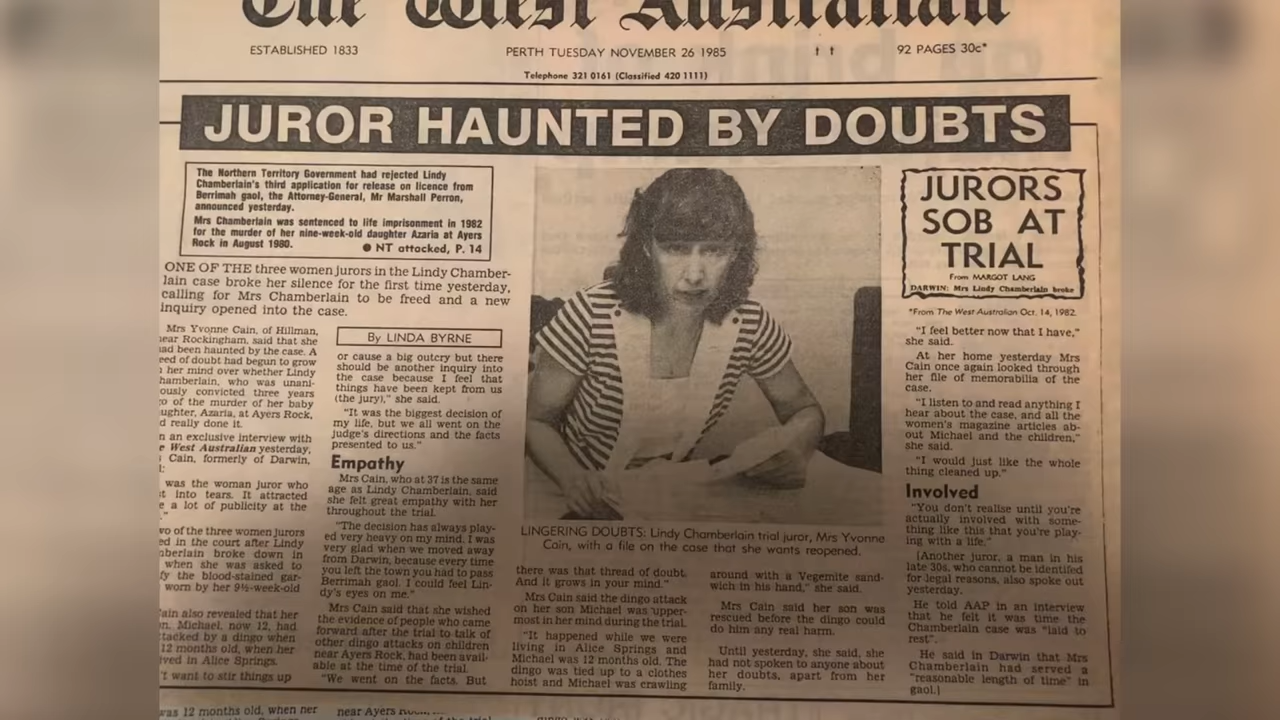 The West Australian
ESTABLISHED 1833
PERTH TUESDAY NOVEMBER 26 1985
92 PAGES 30c*
Telephone 321 0161 (Classified 420 1111)
JUROR HAUNTED BY DOUBTS
The Northern Territory Government had rejected Lindy
Chamberlain's third application for release on licence from
Berrimah gaol, the Attorney-General, Mr Marshall Perron,
announced yesterday.
Mrs Chamberlain was sentenced to life imprisonment in 1982
for the murder of her nine-week-old daughter Azaria at Ayers
Rock in August 1980.
● NT attacked, P. 14
ONE OF THE three women jurors in the Lindy Chamber-
lain case broke her silence for the first time yesterday,
calling for Mrs Chamberlain to be freed and a new
inquiry opened into the case.
Mrs Yvonne Cain, of Hillman,
near Rockingham, said that she
had been haunted by the case. A
eed of doubt had begun to grow
her mind over whether Lindy
hamberlain, who was unani-
ously convicted three years
o of the murder of her baby
ughter, Azaria, at Ayers Rock,
d really done it.
n an exclusive interview with
e West Australian yesterday,
Cain, formerly of Darwin,
was the woman juror who
t into tears. It attracted
e a lot of publicity at the
wo of the three women jurors
ed in the court after Lindy
mberlain broke down in
when she was asked to
fy the blood-stained gar-
worn by her 9½-week-old
ain also revealed that her
n, Michael, now 12, had
tacked by a dingo when
12 months old, when her
lived in Alice Springs.
't want to stir things up
By LINDA BYRNE
or cause a big outcry but there
should be another inquiry into
the case because I feel that
things have been kept from us
(the jury)," she said.
"It was the biggest decision of
my life, but we all went on the
judge's directions and the facts
presented to us."
Empathy
Mrs Cain, who at 37 is the same
age as Lindy Chamberlain, said
she felt great empathy with her
throughout the trial.
"The decision has always play-
ed very heavy on my mind. I was
very glad when we moved away
from Darwin, because every time
you left the town you had to pass
Berrimah gaol. I could feel Lin-
dy's eyes on me."
Mrs Cain said that she wished
the evidence of people who came
forward after the trial to talk of
other dingo attacks on children
near Ayers Rock, had been avail-
able at the time of the trial.
"We went on the facts. But
LINGERING DOUBTS: Lindy Chamberlain trial juror, Mrs Yvonne
Cain, with a file on the case that she wants reopened.
there was that thread of doubt.
And it grows in your mind."
Mrs Cain said the dingo attack
on her son Michael was upper-
most in her mind during the trial.
"It happened while we were
living in Alice Springs and
Michael was 12 months old. The
dingo was tied up to a clothes
hoist and Michael was crawling
around with a Vegemite sand-
wich in his hand," she said.
Mrs Cain said her son was
rescued before the dingo could
do him any real harm.
Until yesterday, she said, she
had not spoken to anyone about
her doubts, apart from her
family.
JURORS
SOB AT
TRIAL
From MARGOT LANG
DARWIN: Mrs Lindy Chamberlain broke
*From The West Australian Oct. 14, 1982.
"I feel better now that I have,"
she said.
At her home yesterday Mrs
Cain once again looked through
her file of memorabilia of the
case.
"I listen to and read anything I
hear about the case, and all the
women's magazine articles ab-
out Michael and the children,"
she said.
"I would just like the whole
thing cleaned up."
Involved
"You don't realise until you're
actually involved with some-
thing like this that you're play-
ing with a life."
[Another juror, a man in his
late 30s, who cannot be identifed
for legal reasons, also spoke out
yesterday.
He told AAP in an interview
that he felt it was time the
Chamberlain case was "laid to
rest".
He said in Darwin that Mrs
Chamberlain had served a
"reasonable length of time" in
gaol.]
was 12 months old, when her
near Ayers